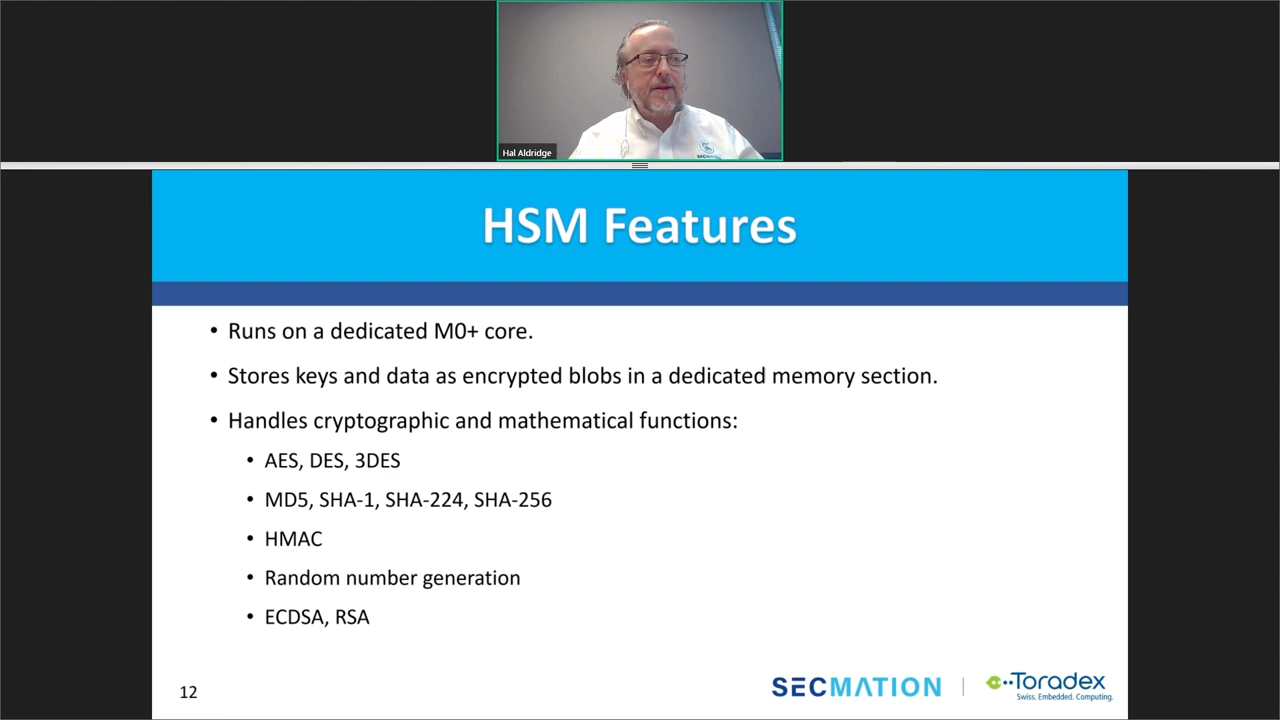 SECMATION
Hal Aldridge
HSM Features
• Runs on a dedicated M0+ core.
• Stores keys and data as encrypted blobs in a dedicated memory section.
• Handles cryptographic and mathematical functions:
• AES, DES, 3DES
• MD5, SHA-1, SHA-224, SHA-256
• HMAC
• Random number generation
• ECDSA, RSA
12
SECMATION
Toradex
Swiss. Embedded. Computing.